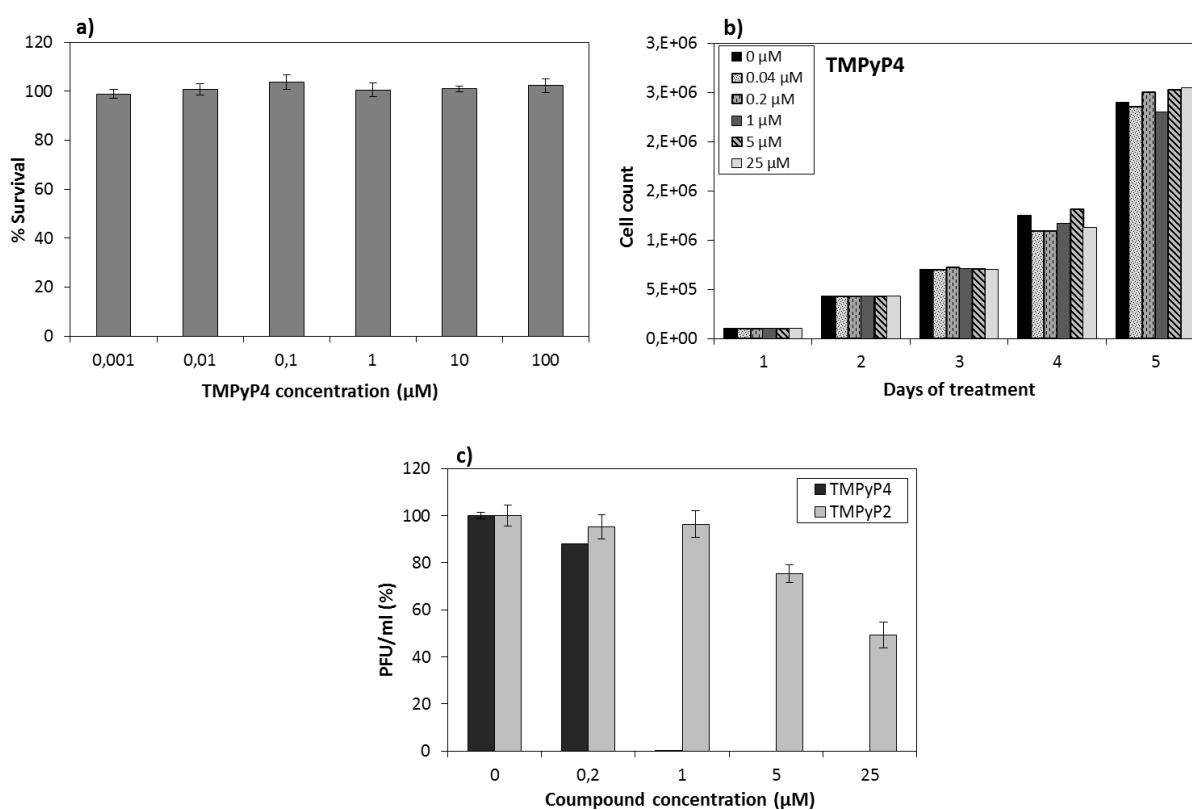 a)
120
100
80
60
40
20
0
% Survival
0,001 0,01 0,1 1 10 100
TMPyP4 concentration (µM)
b)
TMPyP4
0 µM
0.04 µM
0.2 µM
1 µM
5 µM
25 µM
3,E+06
3,E+06
2,E+06
2,E+06
1,E+06
5,E+05
0,E+00
Cell count
1 2 3 4 5
Days of treatment
c)
TMPyP4
TMPyP2
120
100
80
60
40
20
0
PFU/ml (%)
0 0,2 1 5 25
Coumpound concentration (µM)